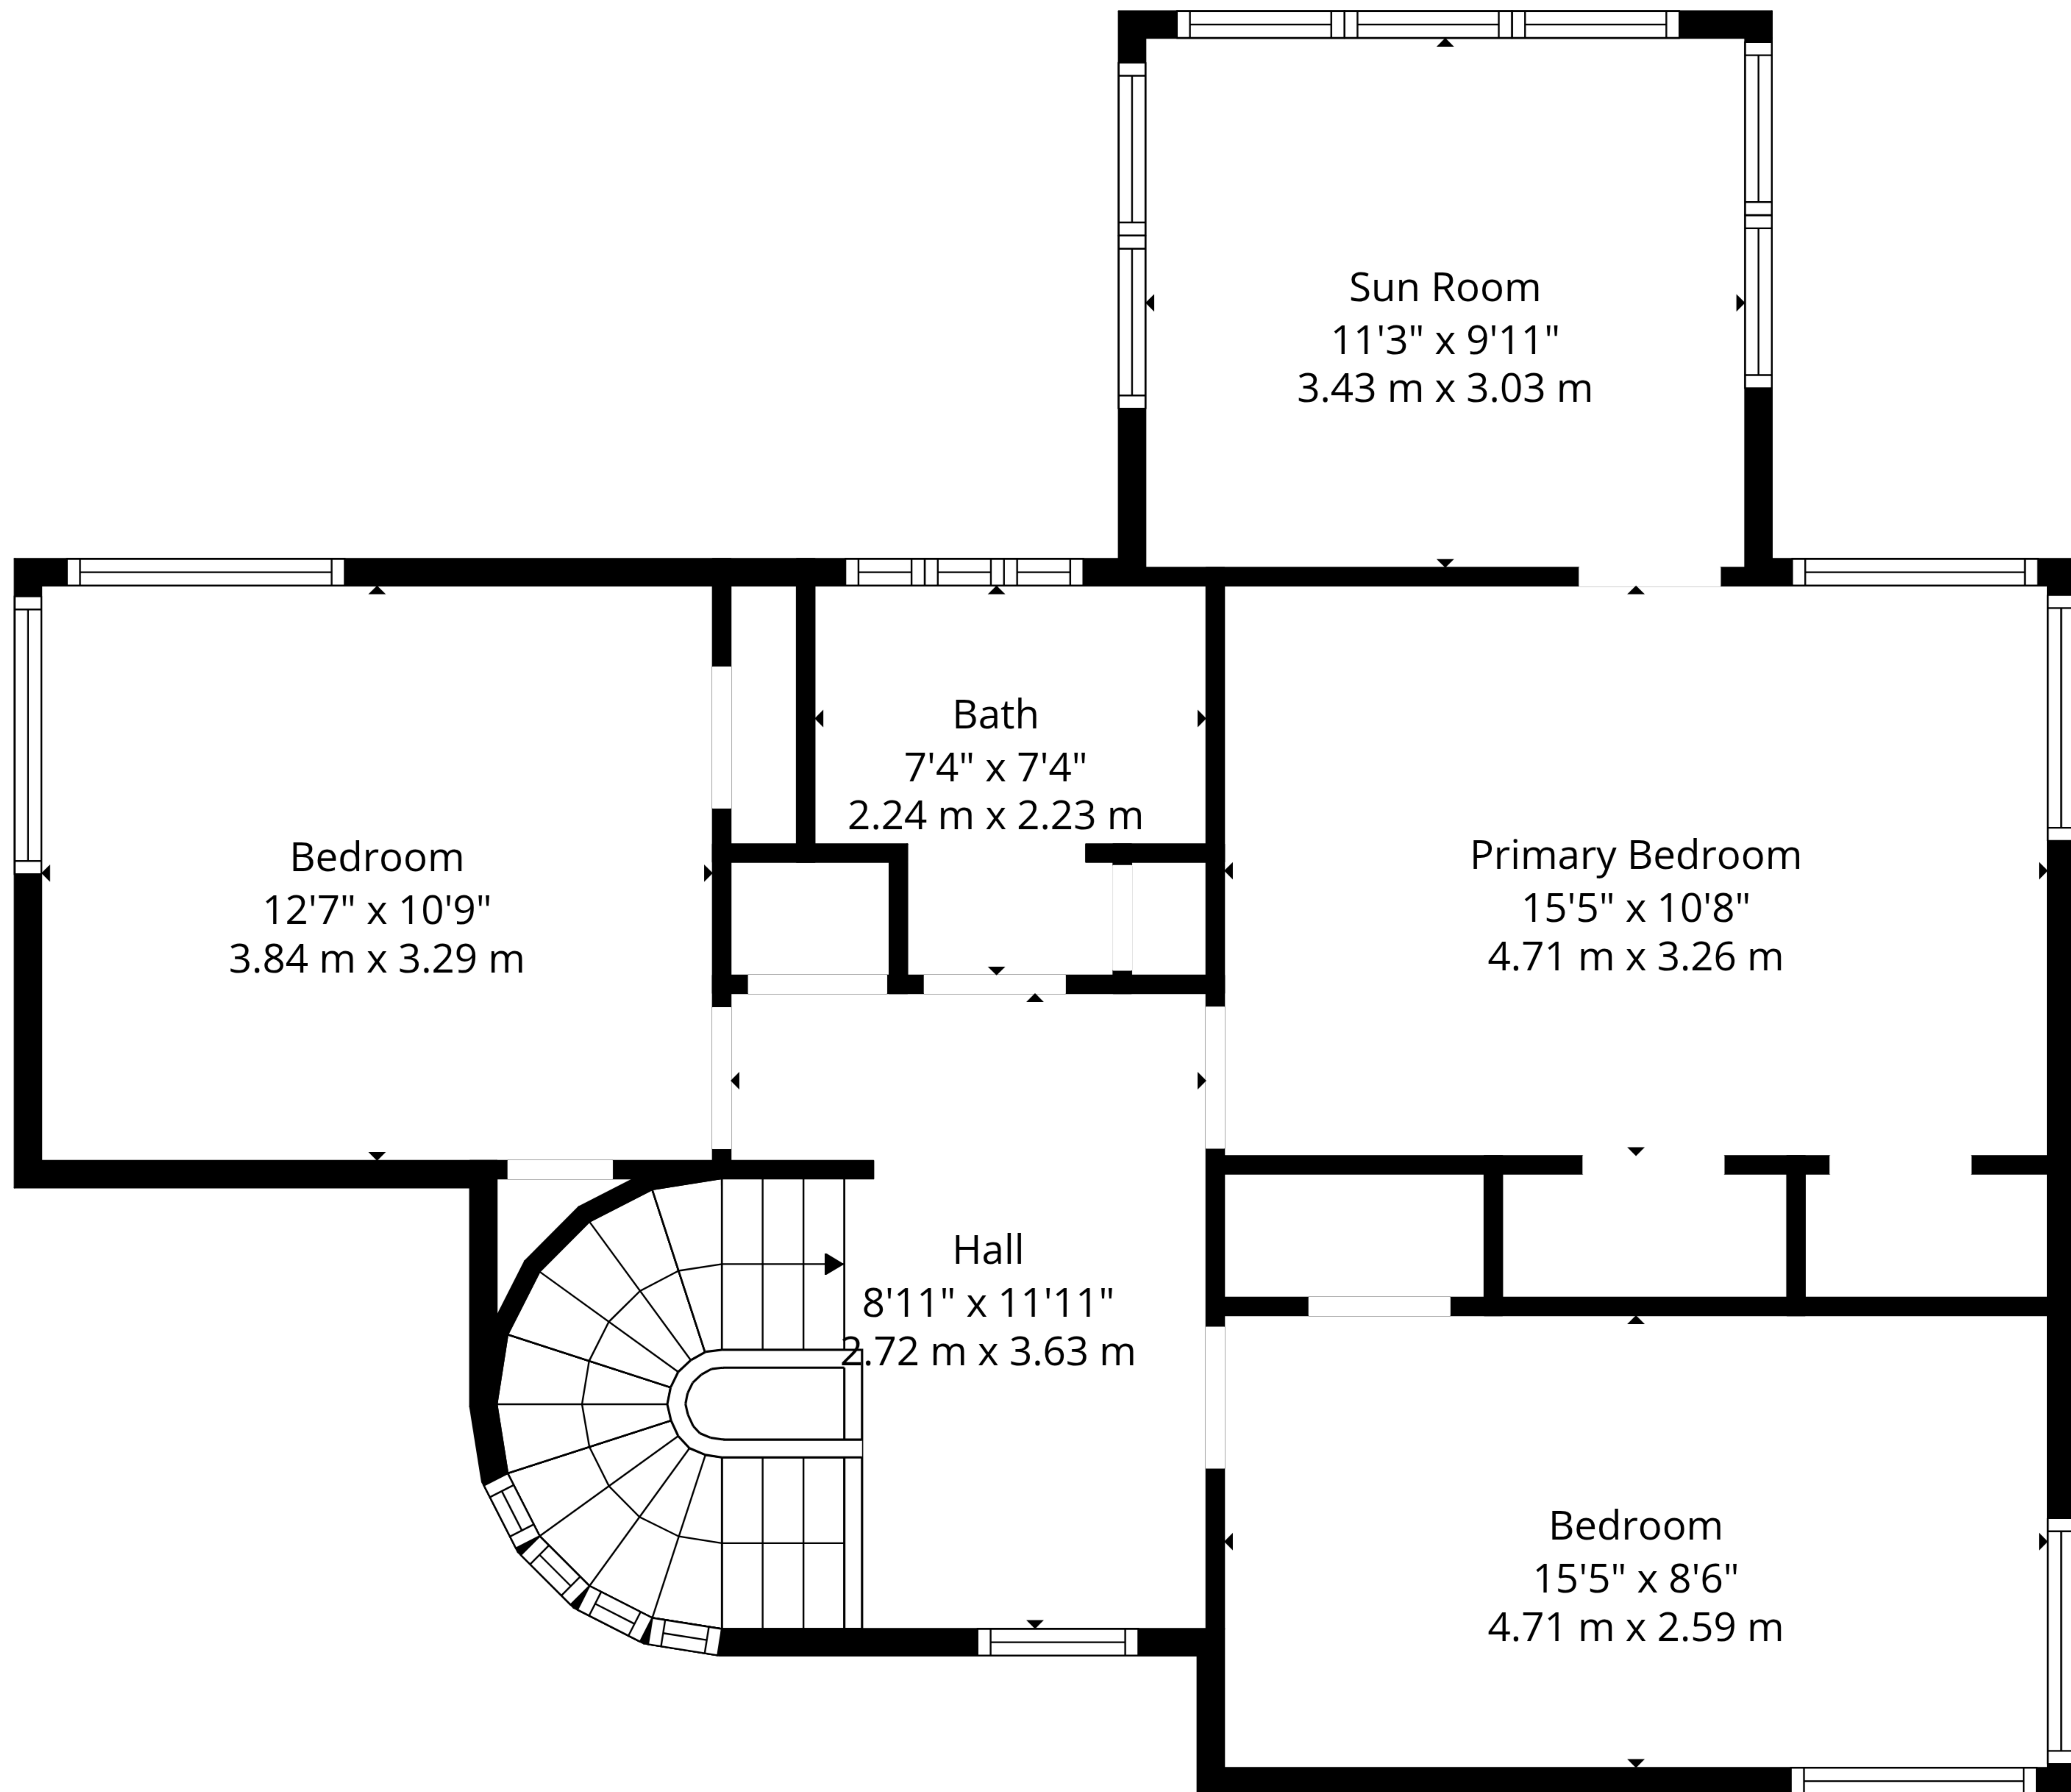 Sun Room
11'3" x 9'11"
3.43 m x 3.03 m
Bath
7'4" x 7'4"
2.24 m x 2.23 m
Bedroom
12'7" x 10'9"
3.84 m x 3.29 m
Primary Bedroom
15'5" x 10'8"
4.71 m x 3.26 m
Hall
8'11" x 11'11"
2.72 m x 3.63 m
Bedroom
15'5" x 8'6"
4.71 m x 2.59 m